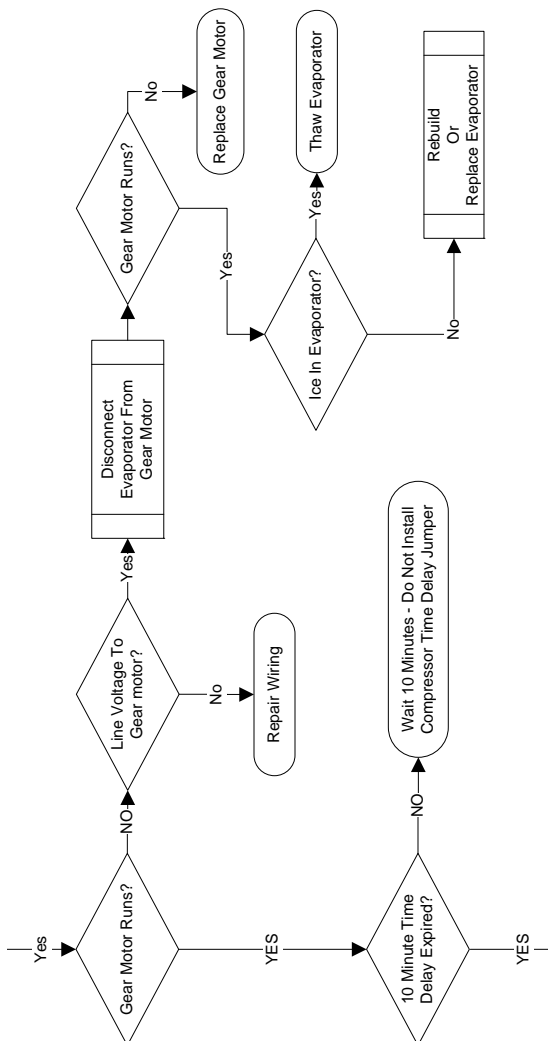 Yes
Gear Motor Runs?
NO
Line Voltage To
Gear motor?
Yes
Disconnect
Evaporator From
Gear Motor
Gear Motor Runs?
No
Replace Gear Motor
No
Repair Wiring
Yes
Ice In Evaporator?
Yes
Thaw Evaporator
No
Rebuild
Or
Replace Evaporator
YES
10 Minute Time
Delay Expired?
NO
Wait 10 Minutes - Do Not Install
Compressor Time Delay Jumper
YES